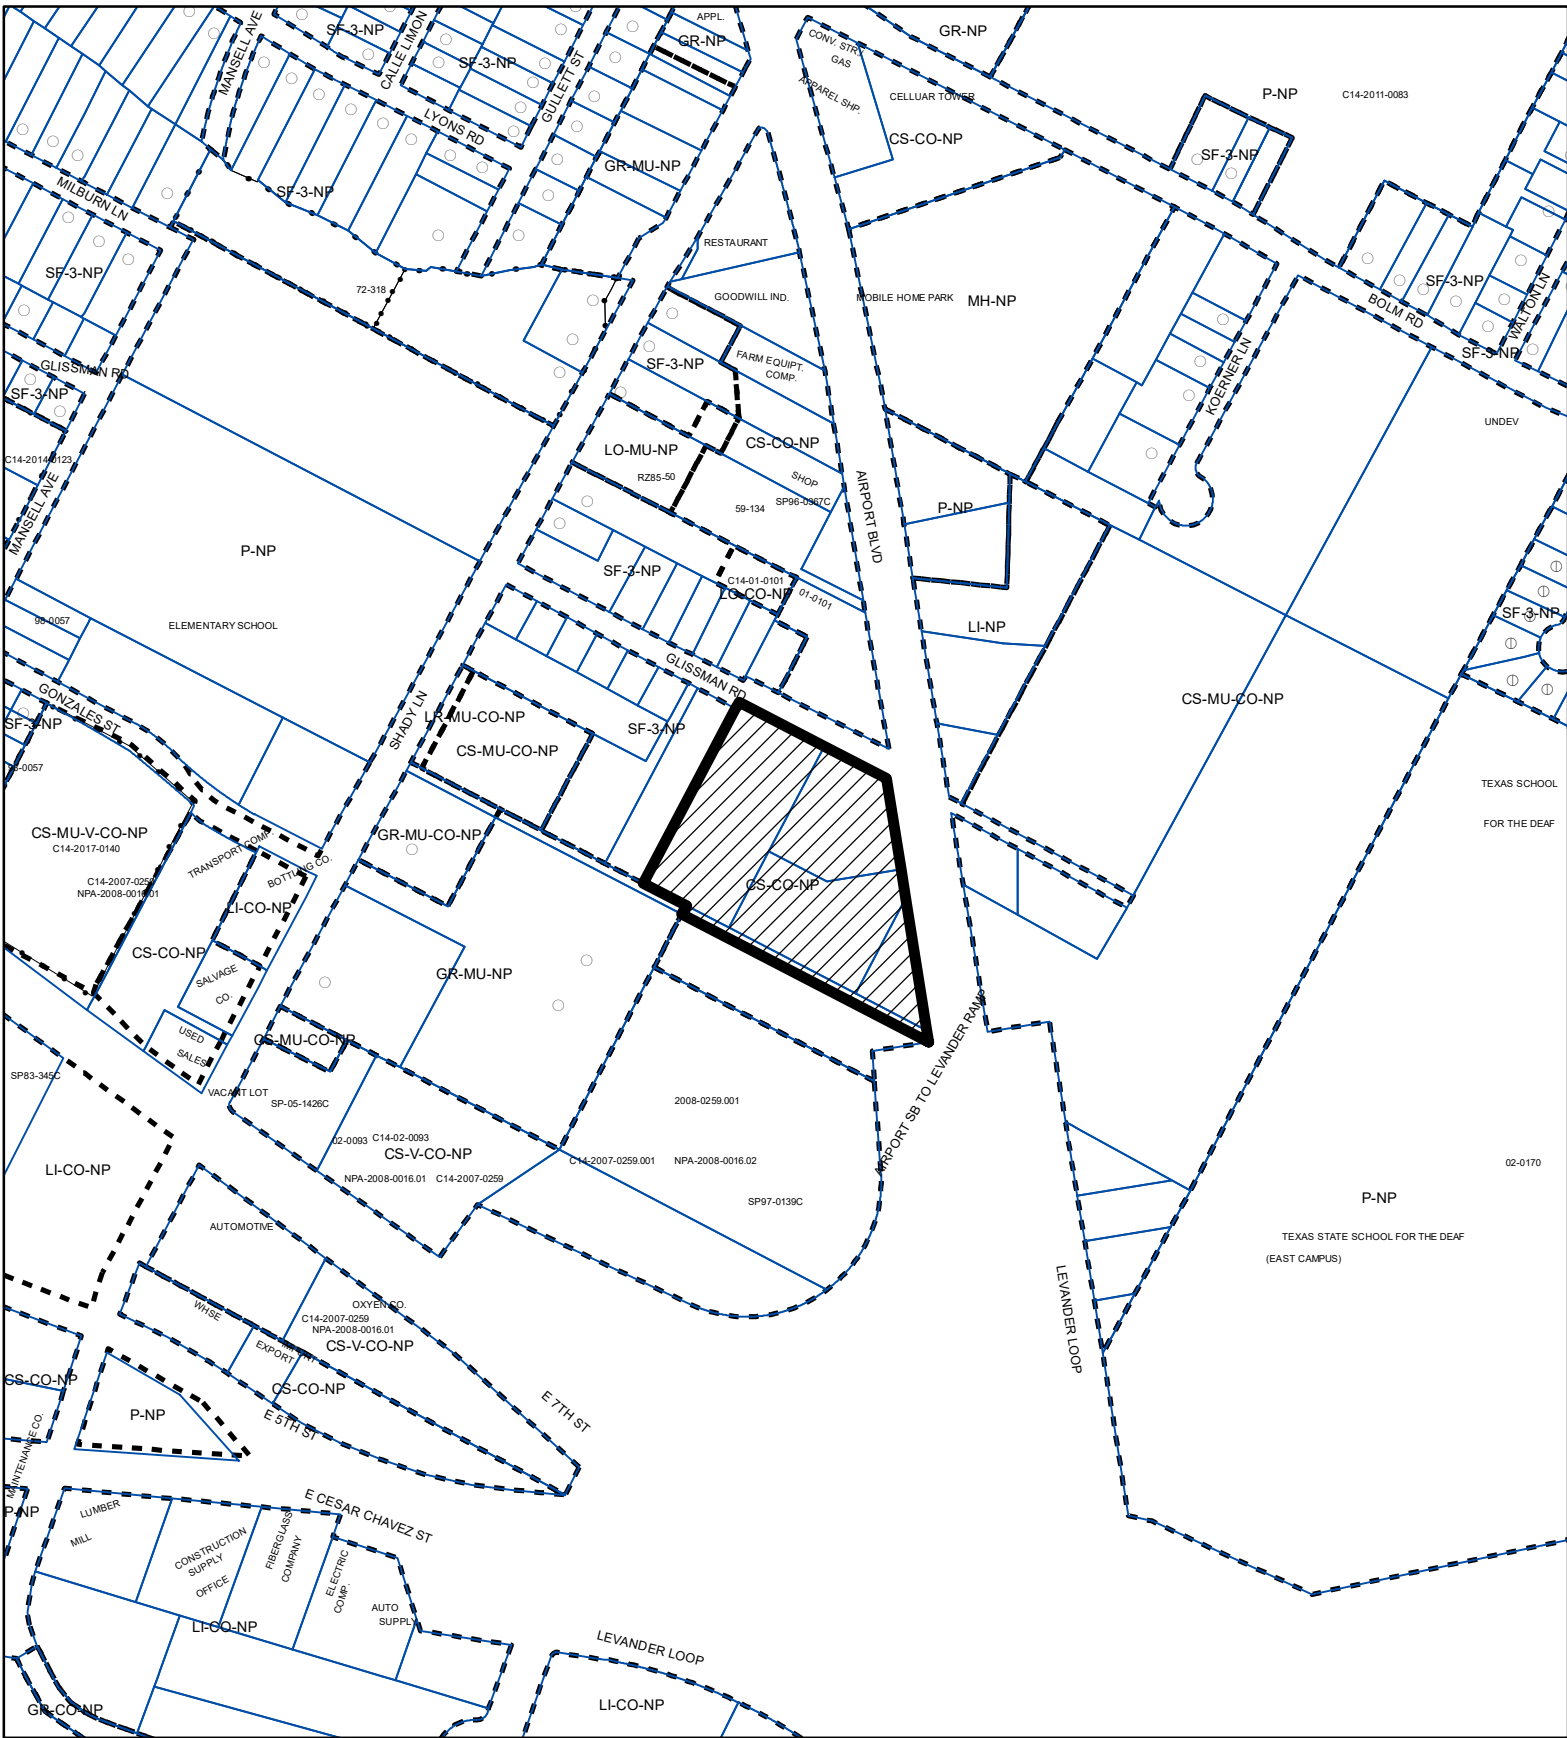 MANSELL AVE
SF-3-NP
CALLE LIMON
SF-3-NP
GULLETT ST
LYONS RD
APPL.
GR-NP
CONV. STR.
GAS
APPAREL SHP.
CELLUAR TOWER
CS-CO-NP
GR-NP
P-NP
C14-2011-0083
SF-3-NP
MILBURN LN
SF-3-NP
GR-MU-NP
SF-3-NP
72-318
RESTAURANT
GOODWILL IND.
MOBILE HOME PARK
MH-NP
BOLM RD
SF-3-NP
WALTON LN
SF-3-NP
GLISSMAN RD
SF-3-NP
SF-3-NP
FARM EQUIPT.
COMP.
KOERNER LN
UNDEV
C14-2014-0123
MANSELL AVE
LO-MU-NP
RZ85-50
CS-CO-NP
SHOP
SP96-0367C
59-134
AIRPORT BLVD
P-NP
P-NP
SF-3-NP
C14-01-0101
LO-CO-NP
01-0101
LI-NP
SF-3-NP
98-0057
ELEMENTARY SCHOOL
GLISSMAN RD
CS-MU-CO-NP
GONZALES ST
SF-3-NP
SHADY LN
LR-MU-CO-NP
CS-MU-CO-NP
SF-3-NP
98-0057
TEXAS SCHOOL
FOR THE DEAF
CS-MU-V-CO-NP
C14-2017-0140
TRANSPORT COMP.
BOTTLING CO.
GR-MU-CO-NP
C14-2007-0259
NPA-2008-0016.01
LI-CO-NP
CS-CO-NP
CS-CO-NP
SALVAGE
CO.
GR-MU-NP
USED
SALES
CS-MU-CO-NP
AIRPORT SB TO LEVANDER RAMP
SP83-345C
VACANT LOT
SP-05-1426C
2008-0259.001
02-0093
C14-02-0093
CS-V-CO-NP
NPA-2008-0016.01
C14-2007-0259
C14-2007-0259.001
NPA-2008-0016.02
SP97-0139C
LI-CO-NP
02-0170
P-NP
TEXAS STATE SCHOOL FOR THE DEAF
(EAST CAMPUS)
AUTOMOTIVE
WHSE
OXYEN CO.
C14-2007-0259
NPA-2008-0016.01
CS-V-CO-NP
EXPORT
CS-CO-NP
LEVANDER LOOP
CS-CO-NP
P-NP
E 5TH ST
E 7TH ST
MAINTENANCE CO.
P-NP
LUMBER
MILL
E CESAR CHAVEZ ST
CONSTRUCTION
SUPPLY
OFFICE
FIBERGLASS
COMPANY
ELECTRIC
COMP.
AUTO
SUPPLY
LI-CO-NP
LEVANDER LOOP
GR-CO-NP
LI-CO-NP